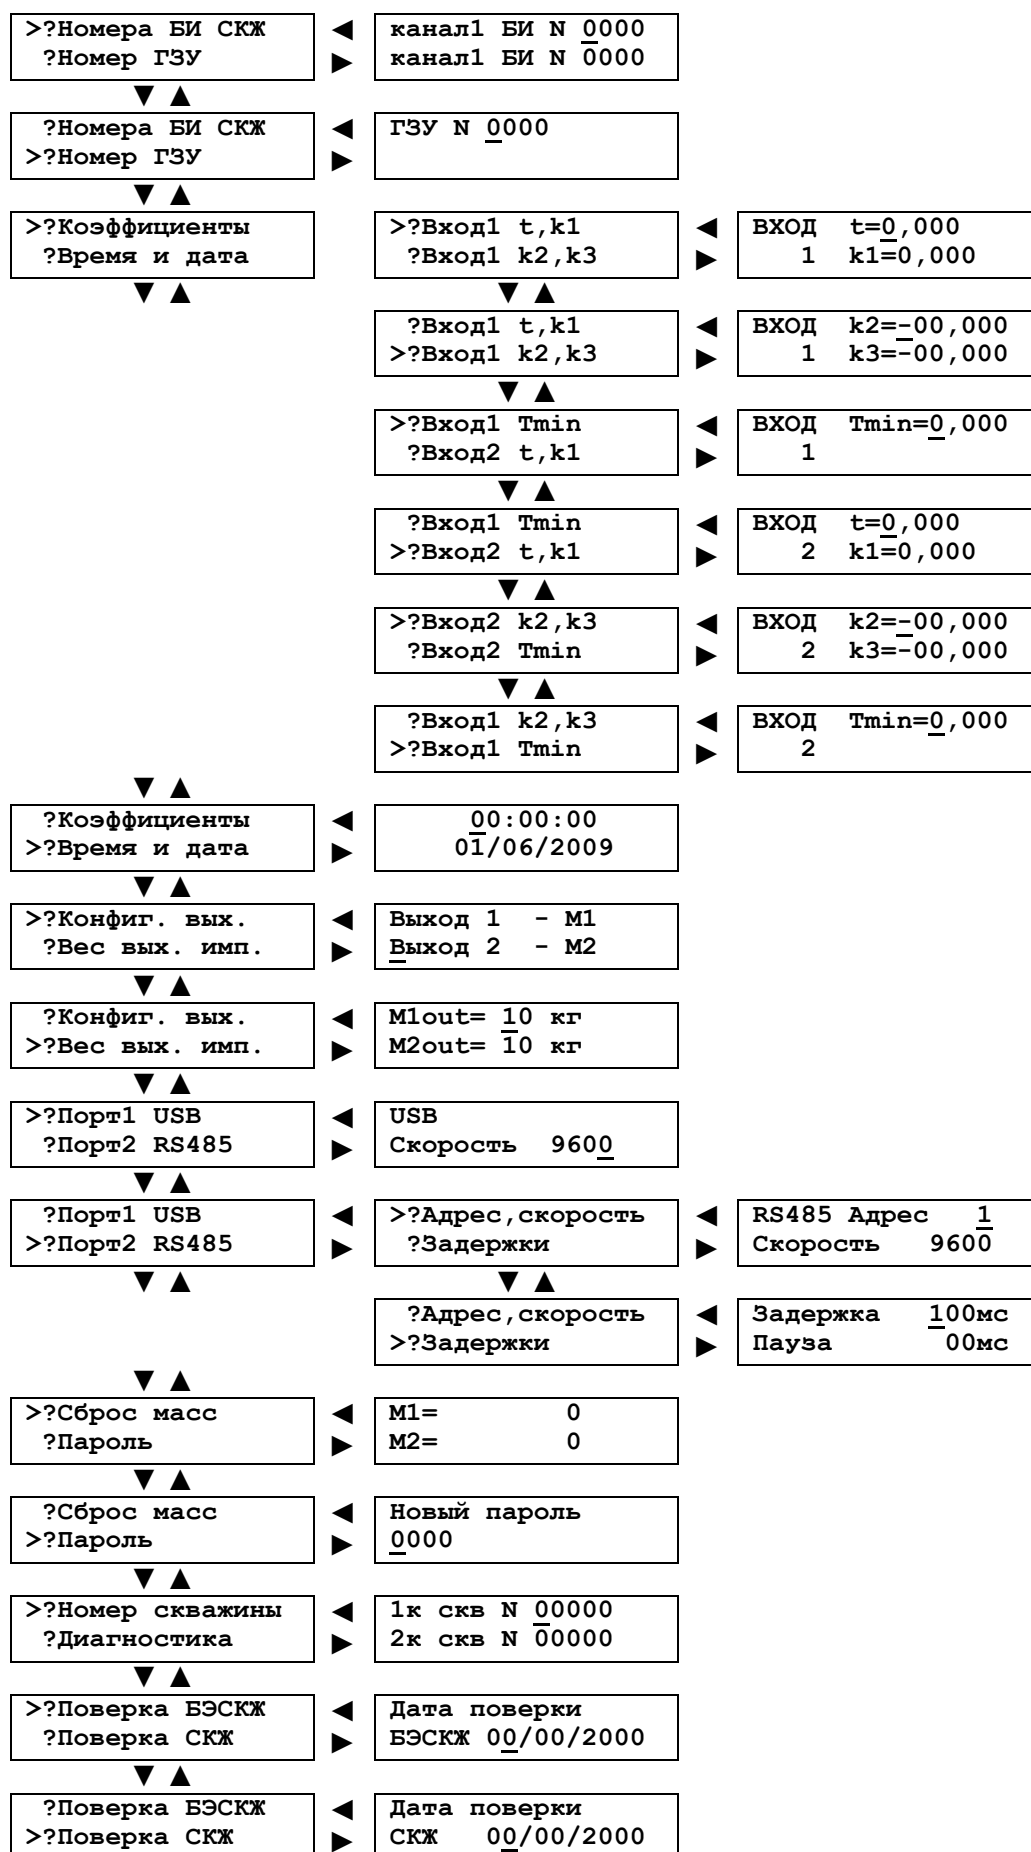 >?Номера БИ СКЖ ◄ канал1 БИ N 0000
?Номер ГЗУ ► канал1 БИ N 0000
▼ ▲
?Номера БИ СКЖ ◄ ГЗУ N 0000
>?Номер ГЗУ ►
▼ ▲
>?Коэффициенты >?Вход1 t,k1 ◄ ВХОД t=0,000
?Время и дата ?Вход1 k2,k3 ► 1 k1=0,000
▼ ▲ ▼ ▲
?Вход1 t,k1 ◄ ВХОД k2=-00,000
>?Вход1 k2,k3 ► 1 k3=-00,000
▼ ▲
>?Вход1 Tmin ◄ ВХОД Tmin=0,000
?Вход2 t,k1 ► 1
▼ ▲
?Вход1 Tmin ◄ ВХОД t=0,000
>?Вход2 t,k1 ► 2 k1=0,000
▼ ▲
>?Вход2 k2,k3 ◄ ВХОД k2=-00,000
?Вход2 Tmin ► 2 k3=-00,000
▼ ▲
?Вход1 k2,k3 ◄ ВХОД Tmin=0,000
>?Вход1 Tmin ► 2
▼ ▲
?Коэффициенты ◄ 00:00:00
>?Время и дата ► 01/06/2009
▼ ▲
>?Конфиг. вых. ◄ Выход 1 - М1
?Вес вых. имп. ► Выход 2 - М2
▼ ▲
?Конфиг. вых. ◄ M1out= 10 кг
>?Вес вых. имп. ► M2out= 10 кг
▼ ▲
>?Порт1 USB ◄ USB
?Порт2 RS485 ► Скорость 9600
▼ ▲
?Порт1 USB ◄ >?Адрес,скорость ◄ RS485 Адрес 1
>?Порт2 RS485 ► ?Задержки ► Скорость 9600
▼ ▲ ▼ ▲
?Адрес,скорость ◄ Задержка 100мс
>?Задержки ► Пауза 00мс
▼ ▲
>?Сброс масс ◄ М1= 0
?Пароль ► М2= 0
▼ ▲
?Сброс масс ◄ Новый пароль
>?Пароль ► 0000
▼ ▲
>?Номер скважины ◄ 1к скв N 00000
?Диагностика ► 2к скв N 00000
▼ ▲
>?Поверка БЭСКЖ ◄ Дата поверки
?Поверка СКЖ ► БЭСКЖ 00/00/2000
▼ ▲
?Поверка БЭСКЖ ◄ Дата поверки
>?Поверка СКЖ ► СКЖ 00/00/2000